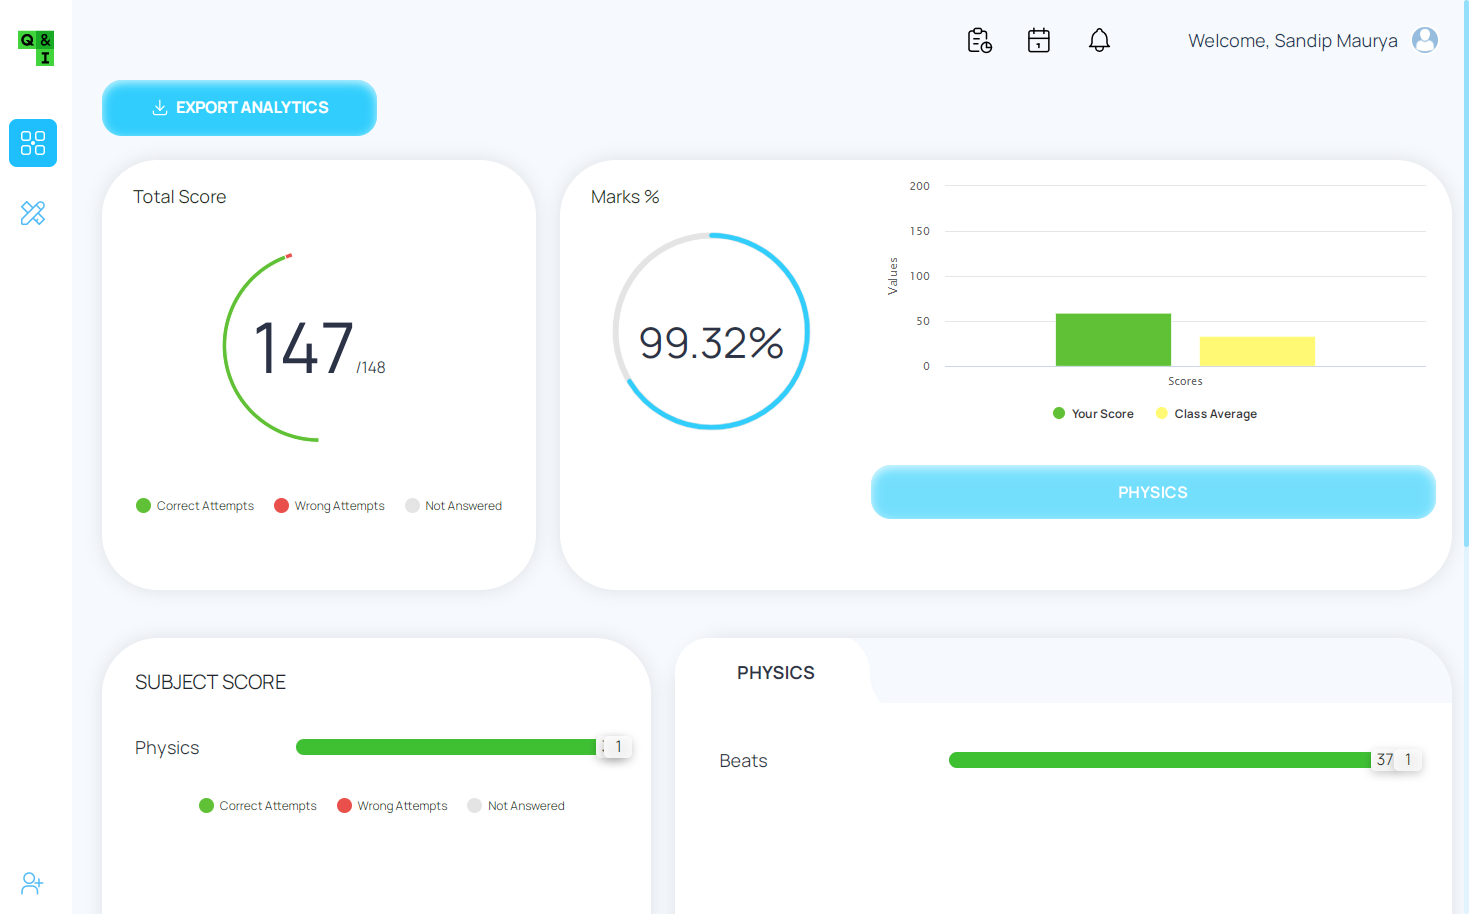 Q &
I
Welcome, Sandip Maurya
EXPORT ANALYTICS
Total Score
147/148
Correct Attempts Wrong Attempts Not Answered
Marks %
99.32%
200
150
100
50
0
Values
Scores
Your Score Class Average
PHYSICS
SUBJECT SCORE
Physics 1
Correct Attempts Wrong Attempts Not Answered
PHYSICS
Beats 37 1